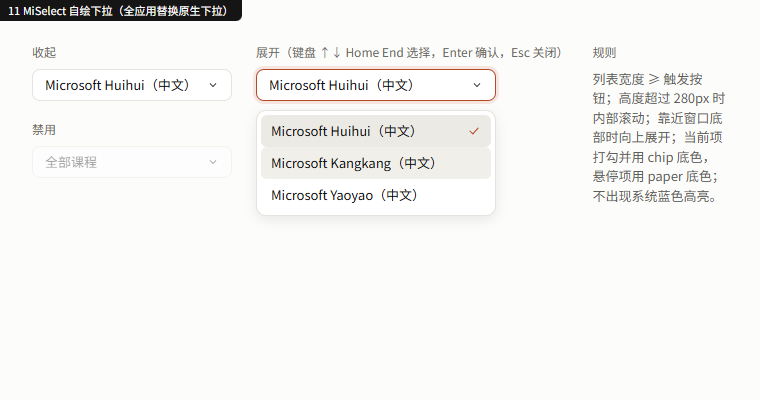 11 MiSelect 自绘下拉（全应用替换原生下拉）
收起
Microsoft Huihui（中文）
禁用
全部课程
展开（键盘 ↑↓ Home End 选择，Enter 确认，Esc 关闭）
Microsoft Huihui（中文）
Microsoft Huihui（中文）
Microsoft Kangkang（中文）
Microsoft Yaoyao（中文）
规则
列表宽度 ⩾ 触发按
钮；高度超过 280px 时
内部滚动；靠近窗口底
部时向上展开；当前项
打勾并用 chip 底色，
悬停项用 paper 底色；
不出现系统蓝色高亮。